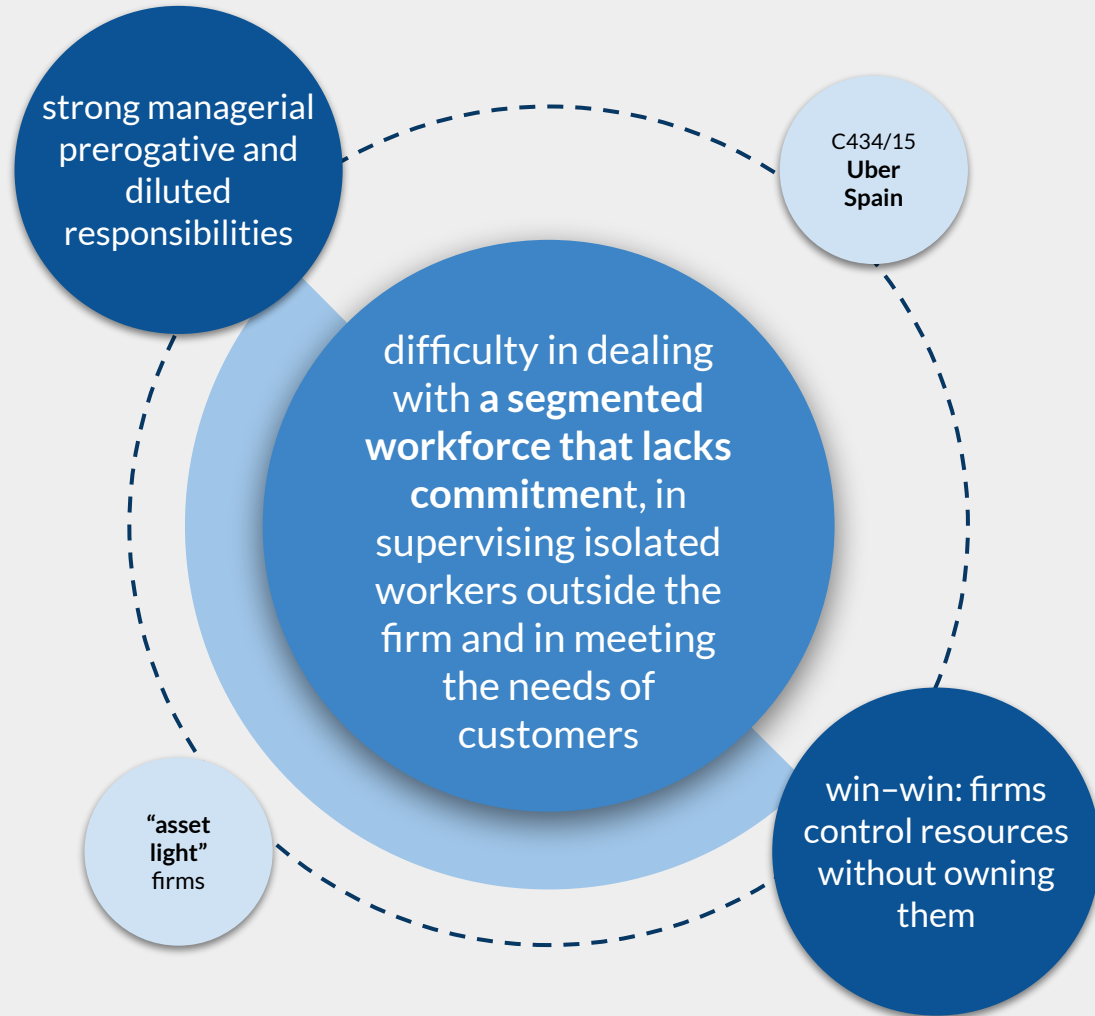 strong managerial
prerogative and
diluted
responsibilities
C434/15
Uber
Spain
difficulty in dealing
with a segmented
workforce that lacks
commitment, in
supervising isolated
workers outside the
firm and in meeting
the needs of
customers
“asset
light”
firms
win–win: firms
control resources
without owning
them